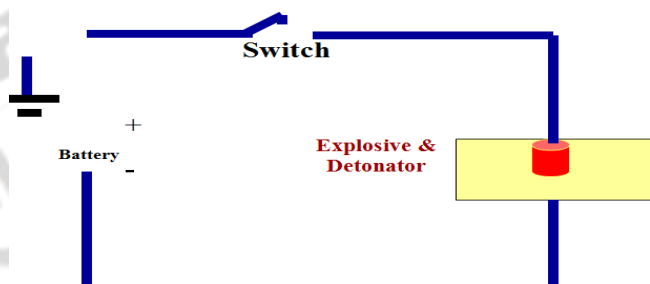 Switch
+
Battery
-
Explosive &
Detonator